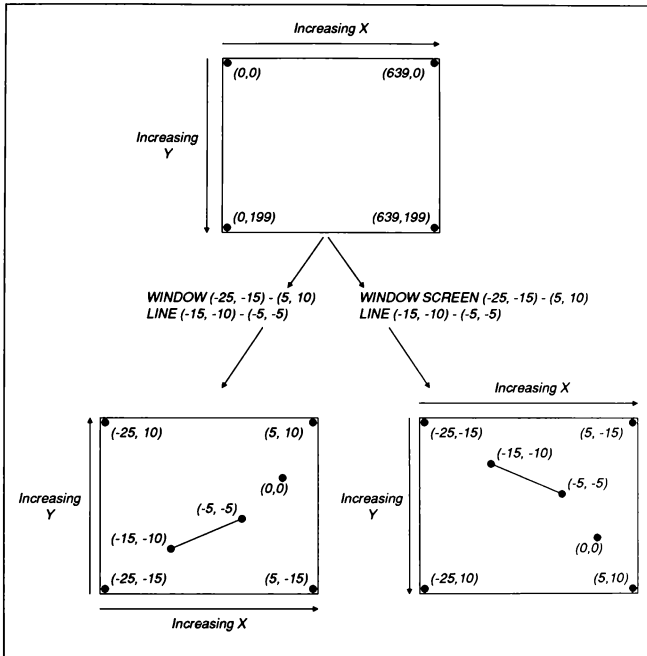 Increasing X
(0,0) (639,0)
Increasing
Y
(0,199) (639,199)
WINDOW (-25, -15) - (5, 10)
LINE (-15, -10) - (-5, -5)
WINDOW SCREEN (-25, -15) - (5, 10)
LINE (-15, -10) - (-5, -5)
(-25, 10) (5, 10)
(0,0)
Increasing
Y
(-5, -5)
(-15, -10)
(-25, -15) (5, -15)
Increasing X
Increasing X
(-25,-15) (5, -15)
(-15, -10)
(-5, -5)
Increasing
Y
(0,0)
(-25,10) (5,10)